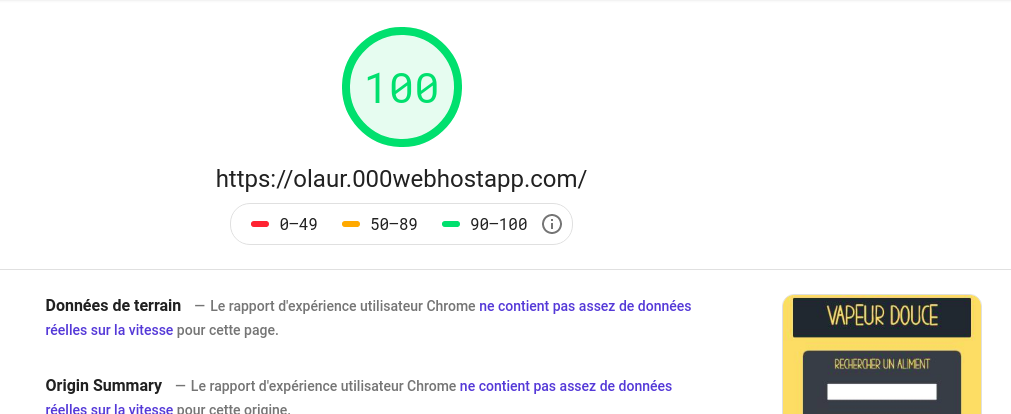 100
https://olaur.000webhostapp.com/
0–49 50–89 90–100
Données de terrain — Le rapport d'expérience utilisateur Chrome ne contient pas assez de données
réelles sur la vitesse pour cette page.
Origin Summary — Le rapport d'expérience utilisateur Chrome ne contient pas assez de données
réelles sur la vitesse pour cette origine.
VAPEUR DOUCE
RECHERCHER UN ALIMENT